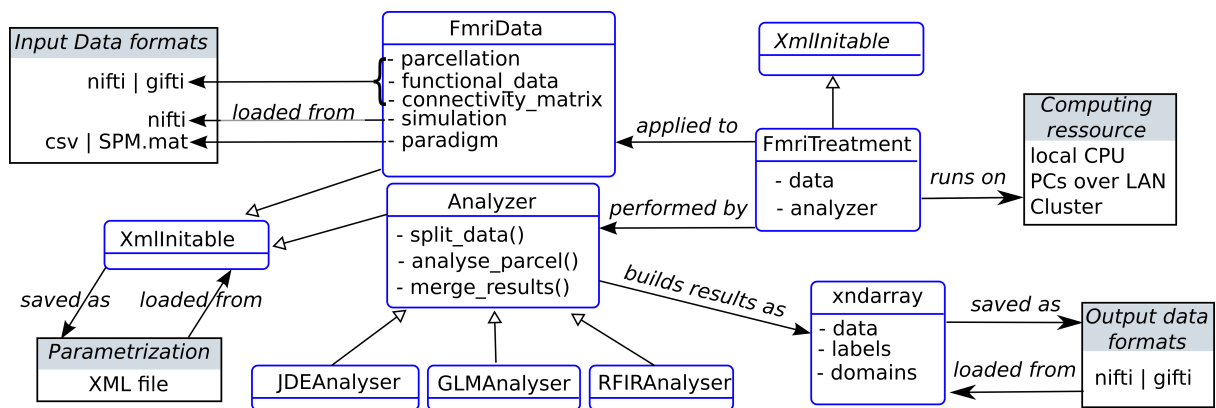 Input Data formats
nifti | gifti
nifti
csv | SPM.mat
loaded from
FmriData
- parcellation
- functional_data
- connectivity_matrix
- simulation
- paradigm
XmlInitable
applied to
FmriTreatment
- data
- analyzer
performed by
runs on
Computing
ressource
local CPU
PCs over LAN
Cluster
Analyzer
- split_data()
- analyse_parcel()
- merge_results()
XmlInitable
saved as
loaded from
Parametrization
XML file
JDEAnalyser
GLMAnalyser
RFIRAnalyser
builds results as
xndarray
- data
- labels
- domains
saved as
loaded from
Output data
formats
nifti | gifti